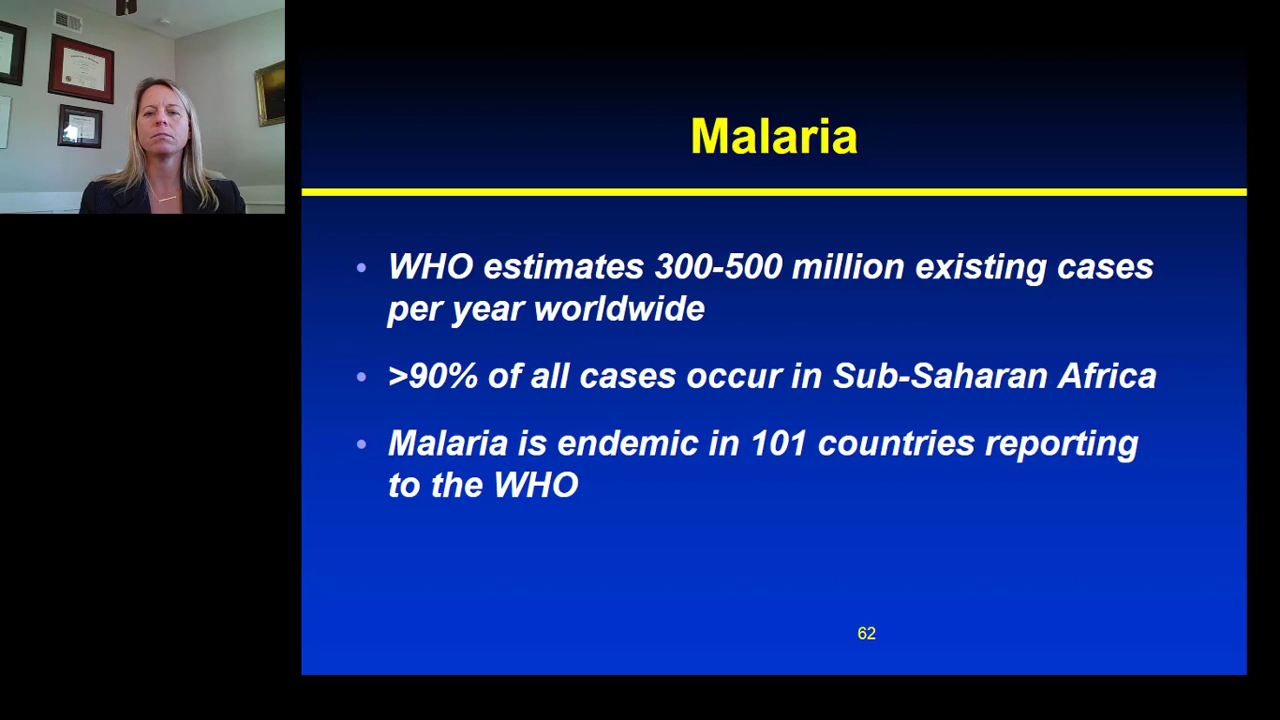 Malaria
• WHO estimates 300-500 million existing cases
per year worldwide
• >90% of all cases occur in Sub-Saharan Africa
• Malaria is endemic in 101 countries reporting
to the WHO
62